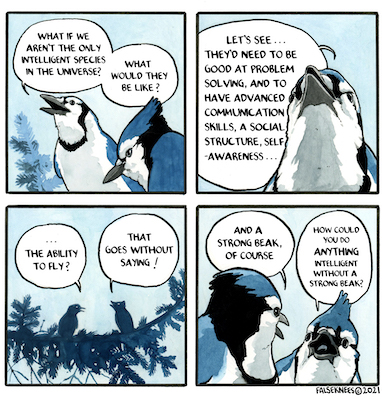 WHAT IF WE
AREN'T THE ONLY
INTELLIGENT SPECIES
IN THE UNIVERSE?
WHAT
WOULD THEY
BE LIKE?
LET'S SEE...
THEY'D NEED TO BE
GOOD AT PROBLEM
SOLVING, AND TO
HAVE ADVANCED
COMMUNICATION
SKILLS, A SOCIAL
STRUCTURE, SELF
-AWARENESS...
...
THE ABILITY
TO FLY?
THAT
GOES WITHOUT
SAYING!
AND A
STRONG BEAK,
OF COURSE
HOW COULD
YOU DO
ANYTHING
INTELLIGENT
WITHOUT A
STRONG BEAK?
FALSEKNEES©2021